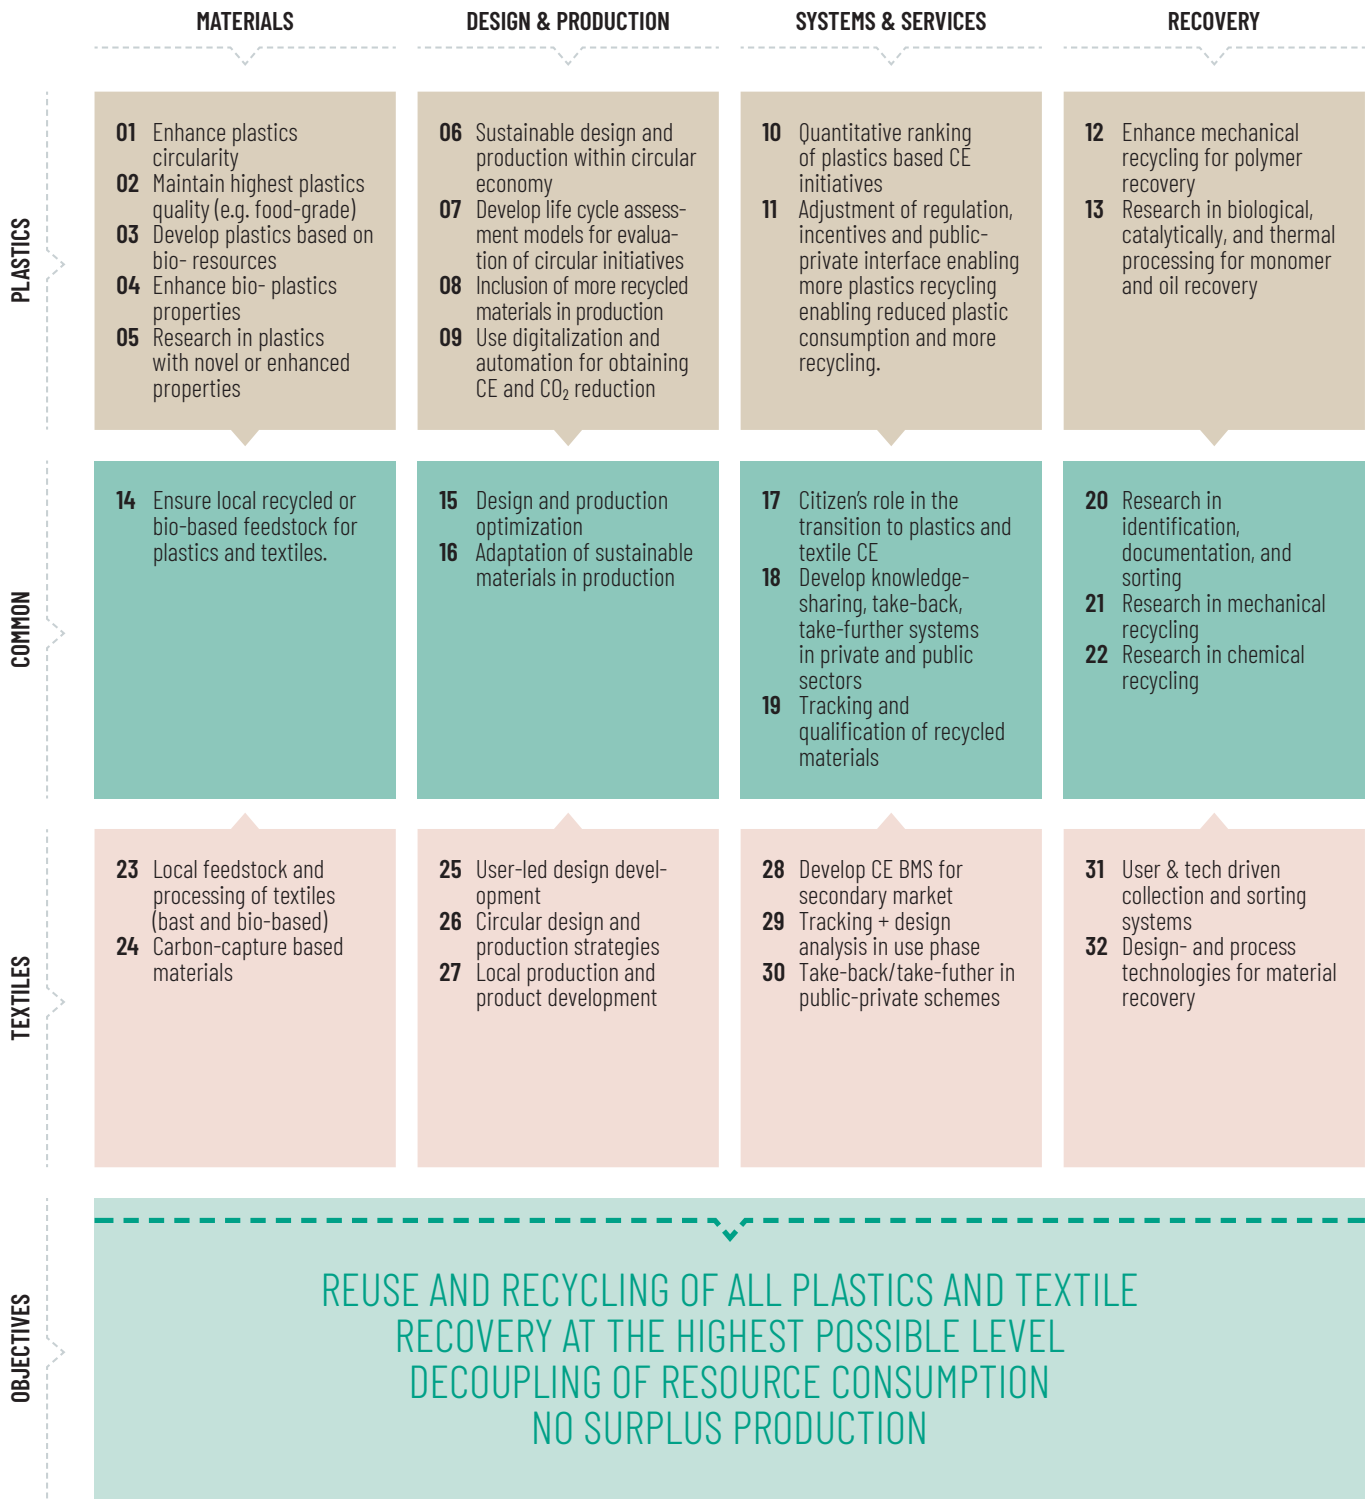 MATERIALS
DESIGN & PRODUCTION
SYSTEMS & SERVICES
RECOVERY
PLASTICS
01 Enhance plastics
circularity
02 Maintain highest plastics
quality (e.g. food-grade)
03 Develop plastics based on
bio- resources
04 Enhance bio- plastics
properties
05 Research in plastics
with novel or enhanced
properties
06 Sustainable design and
production within circular
economy
07 Develop life cycle assess-
ment models for evalua-
tion of circular initiatives
08 Inclusion of more recycled
materials in production
09 Use digitalization and
automation for obtaining
CE and CO₂ reduction
10 Quantitative ranking
of plastics based CE
initiatives
11 Adjustment of regulation,
incentives and public-
private interface enabling
more plastics recycling
enabling reduced plastic
consumption and more
recycling.
12 Enhance mechanical
recycling for polymer
recovery
13 Research in biological,
catalytically, and thermal
processing for monomer
and oil recovery
COMMON
14 Ensure local recycled or
bio-based feedstock for
plastics and textiles.
15 Design and production
optimization
16 Adaptation of sustainable
materials in production
17 Citizen's role in the
transition to plastics and
textile CE
18 Develop knowledge-
sharing, take-back,
take-further systems
in private and public
sectors
19 Tracking and
qualification of recycled
materials
20 Research in
identification,
documentation, and
sorting
21 Research in mechanical
recycling
22 Research in chemical
recycling
TEXTILES
23 Local feedstock and
processing of textiles
(bast and bio-based)
24 Carbon-capture based
materials
25 User-led design devel-
opment
26 Circular design and
production strategies
27 Local production and
product development
28 Develop CE BMS for
secondary market
29 Tracking + design
analysis in use phase
30 Take-back/take-futher in
public-private schemes
31 User & tech driven
collection and sorting
systems
32 Design- and process
technologies for material
recovery
OBJECTIVES
REUSE AND RECYCLING OF ALL PLASTICS AND TEXTILE
RECOVERY AT THE HIGHEST POSSIBLE LEVEL
DECOUPLING OF RESOURCE CONSUMPTION
NO SURPLUS PRODUCTION